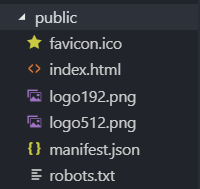 public
favicon.ico
index.html
logo192.png
logo512.png
manifest.json
robots.txt